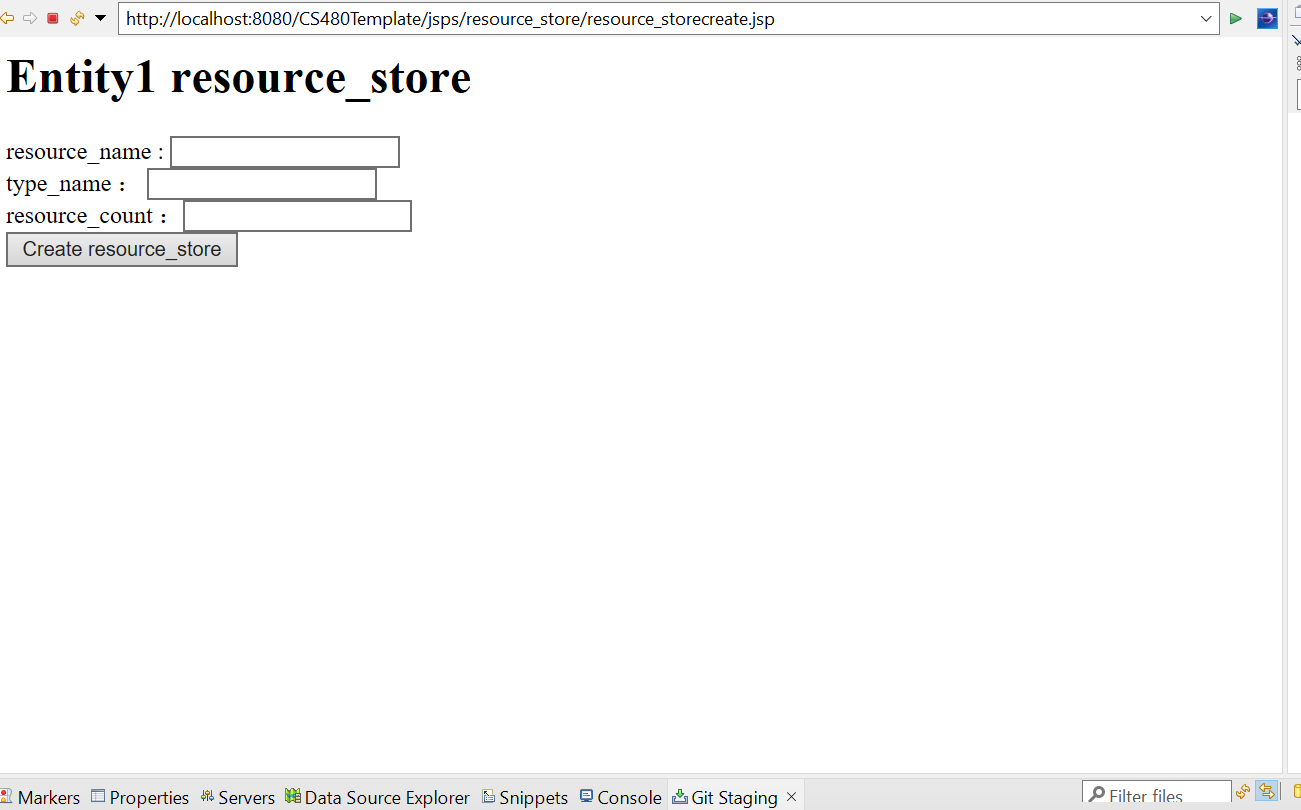 http://localhost:8080/CS480Template/jsps/resource_store/resource_storecreate.jsp
Entity1 resource_store
resource_name :
type_name：
resource_count：
Create resource_store
Markers Properties Servers Data Source Explorer Snippets Console Git Staging Filter files